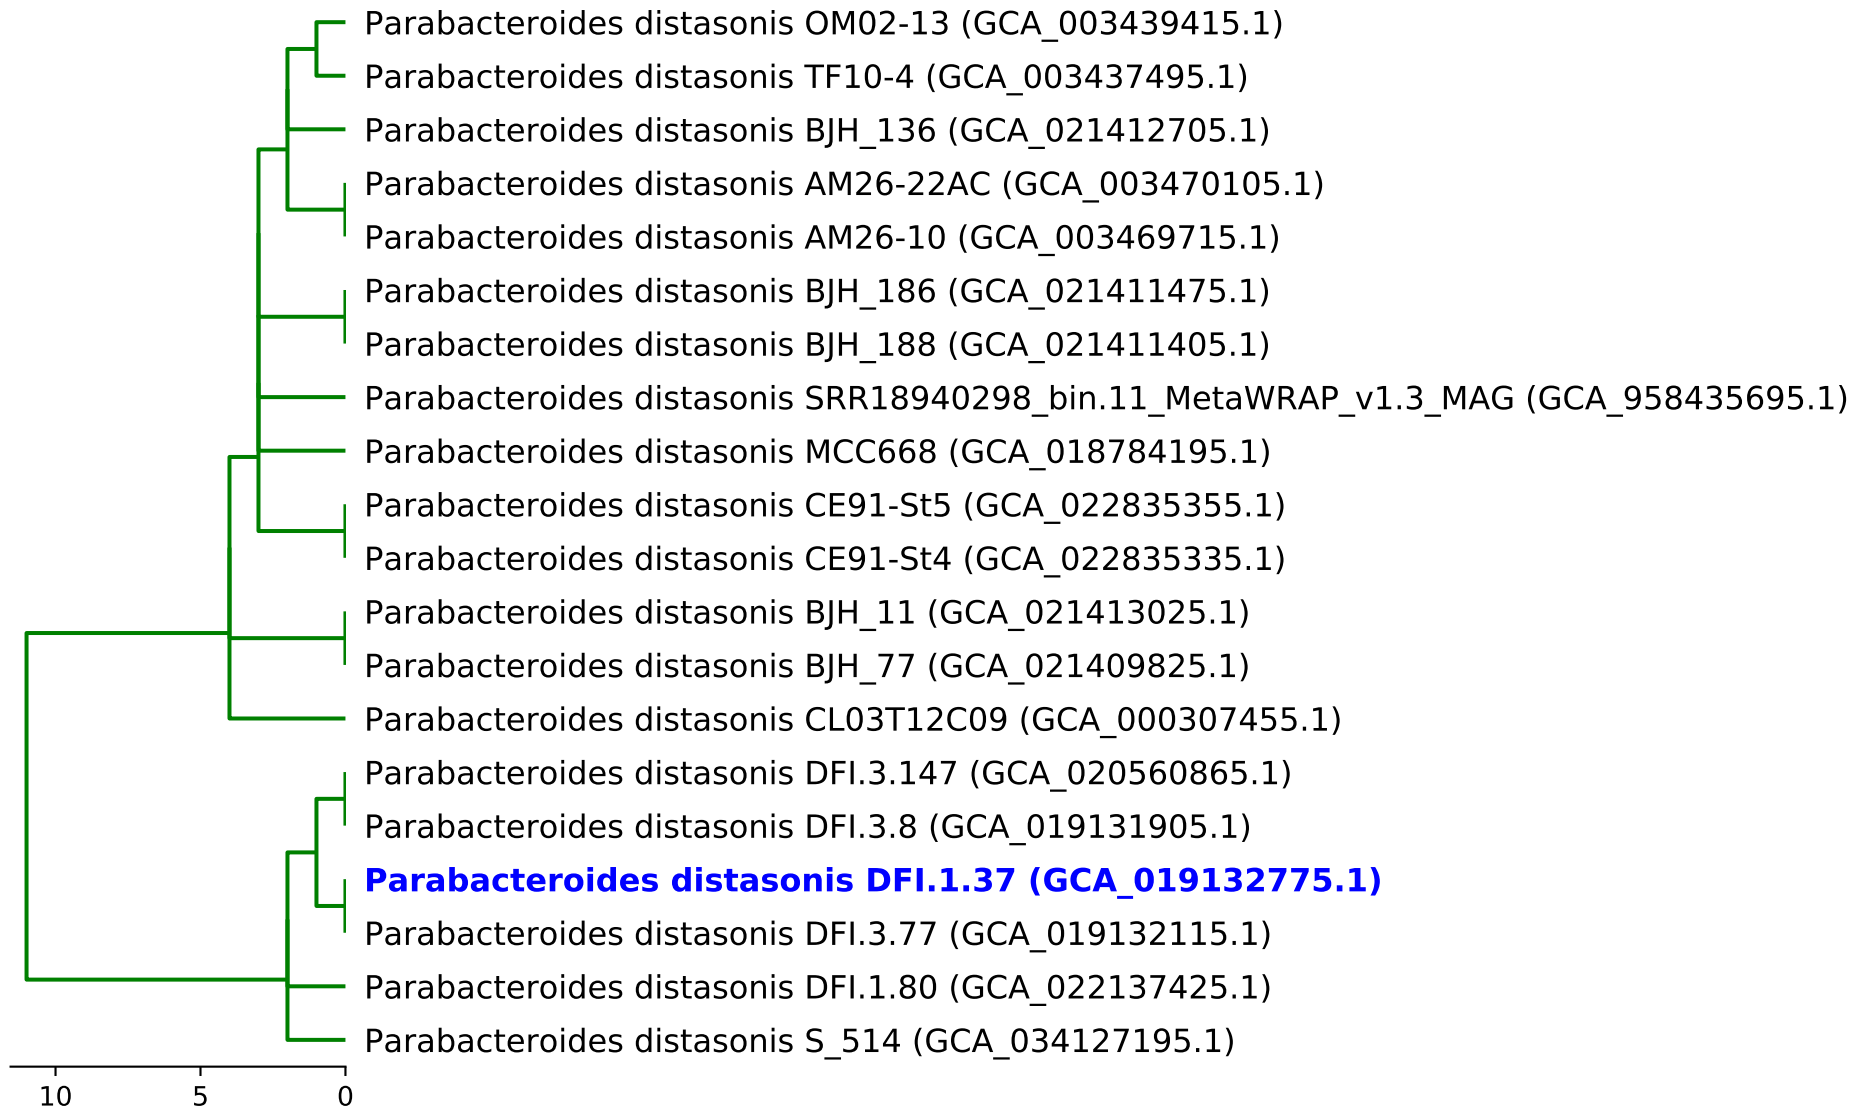 Parabacteroides distasonis OM02-13 (GCA_003439415.1)
Parabacteroides distasonis TF10-4 (GCA_003437495.1)
Parabacteroides distasonis BJH_136 (GCA_021412705.1)
Parabacteroides distasonis AM26-22AC (GCA_003470105.1)
Parabacteroides distasonis AM26-10 (GCA_003469715.1)
Parabacteroides distasonis BJH_186 (GCA_021411475.1)
Parabacteroides distasonis BJH_188 (GCA_021411405.1)
Parabacteroides distasonis SRR18940298_bin.11_MetaWRAP_v1.3_MAG (GCA_958435695.1)
Parabacteroides distasonis MCC668 (GCA_018784195.1)
Parabacteroides distasonis CE91-St5 (GCA_022835355.1)
Parabacteroides distasonis CE91-St4 (GCA_022835335.1)
Parabacteroides distasonis BJH_11 (GCA_021413025.1)
Parabacteroides distasonis BJH_77 (GCA_021409825.1)
Parabacteroides distasonis CL03T12C09 (GCA_000307455.1)
Parabacteroides distasonis DFI.3.147 (GCA_020560865.1)
Parabacteroides distasonis DFI.3.8 (GCA_019131905.1)
Parabacteroides distasonis DFI.1.37 (GCA_019132775.1)
Parabacteroides distasonis DFI.3.77 (GCA_019132115.1)
Parabacteroides distasonis DFI.1.80 (GCA_022137425.1)
Parabacteroides distasonis S_514 (GCA_034127195.1)
10 5 0